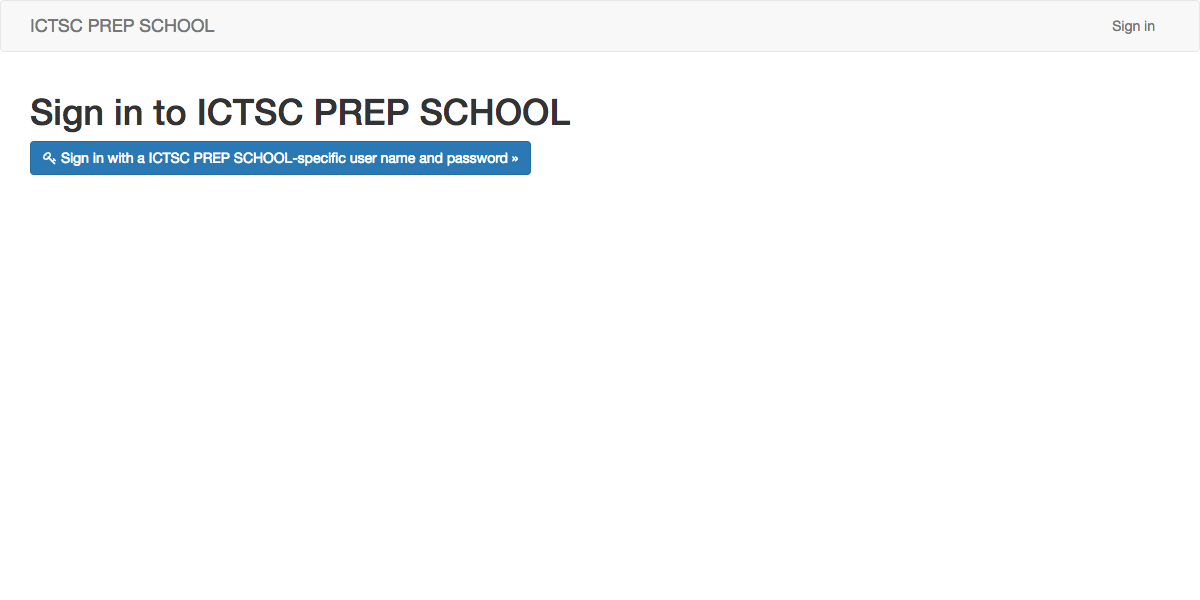 ICTSC PREP SCHOOL
Sign in
Sign in to ICTSC PREP SCHOOL
Sign in with a ICTSC PREP SCHOOL-specific user name and password »